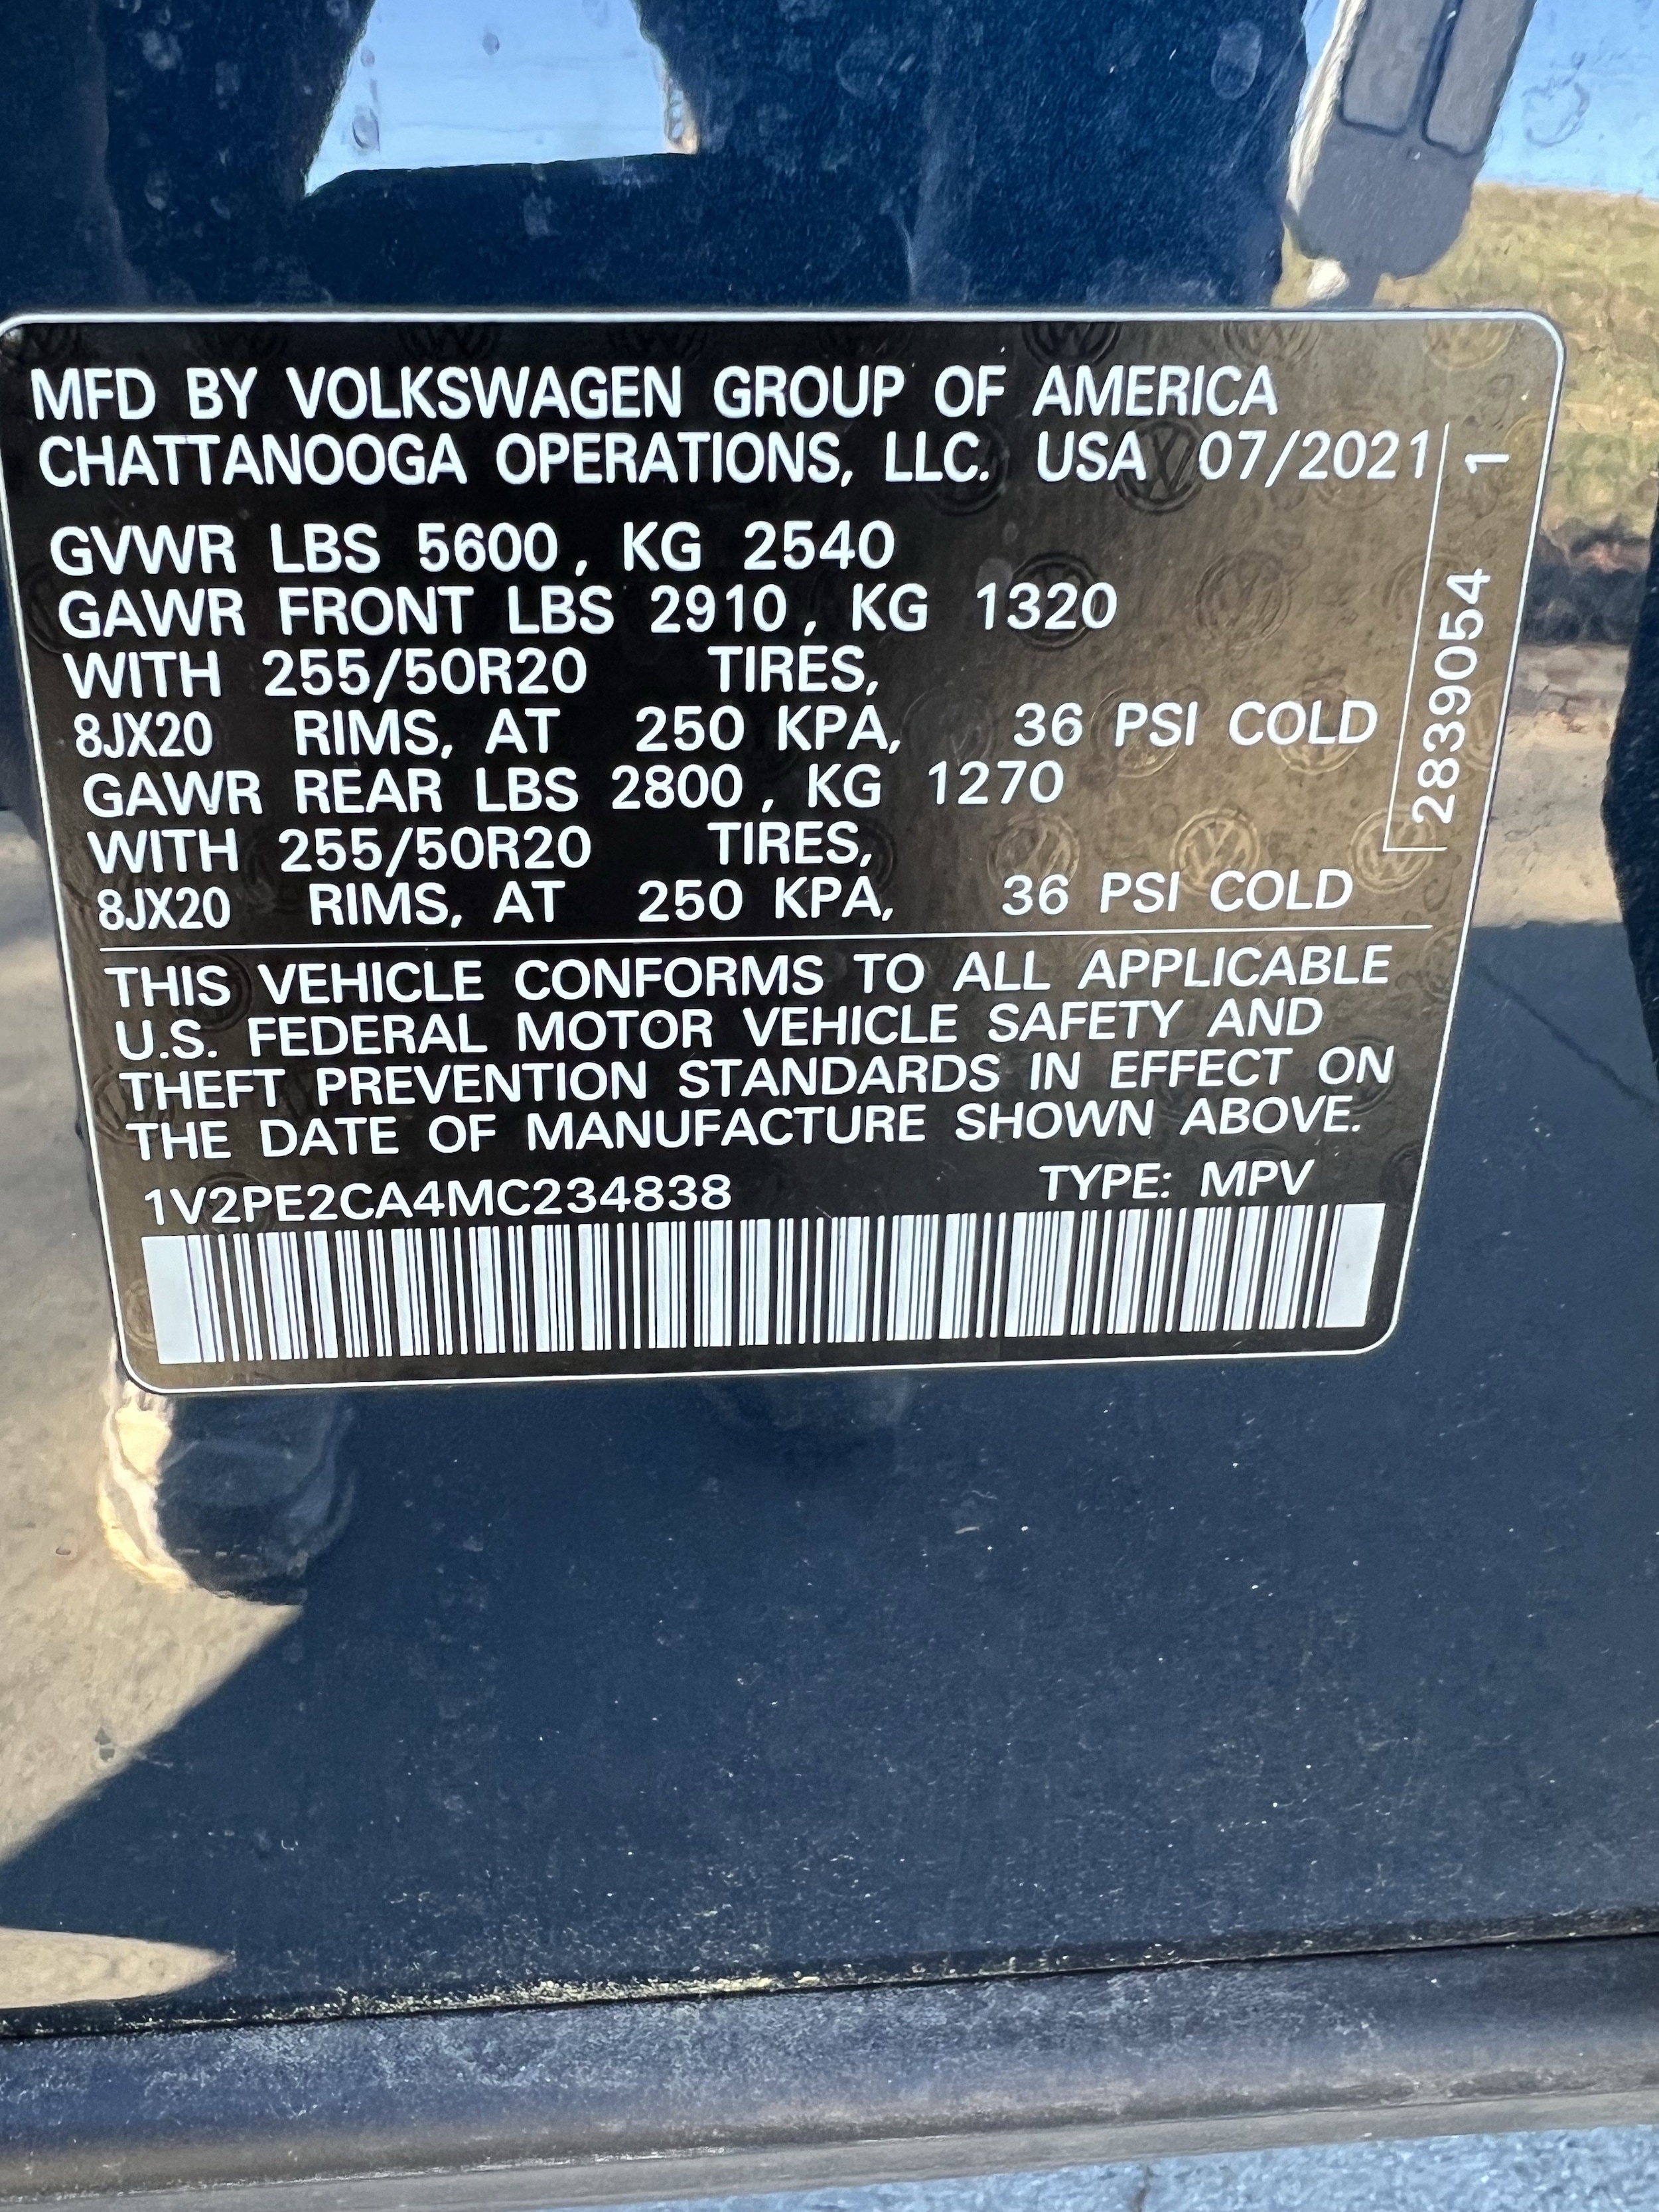 MFD BY VOLKSWAGEN GROUP OF AMERICA
CHATTANOOGA OPERATIONS, LLC. USA 07/2021
GVWR LBS 5600, KG 2540
GAWR FRONT LBS 2910, KG 1320
WITH 255/50R20 TIRES,
8JX20 RIMS, AT 250 KPA, 36 PSI COLD
GAWR REAR LBS 2800, KG 1270
WITH 255/50R20 TIRES,
8JX20 RIMS, AT 250 KPA, 36 PSI COLD
THIS VEHICLE CONFORMS TO ALL APPLICABLE
U.S. FEDERAL MOTOR VEHICLE SAFETY AND
THEFT PREVENTION STANDARDS IN EFFECT ON
THE DATE OF MANUFACTURE SHOWN ABOVE.
1V2PE2CA4MC234838 TYPE: MPV
2839054 1